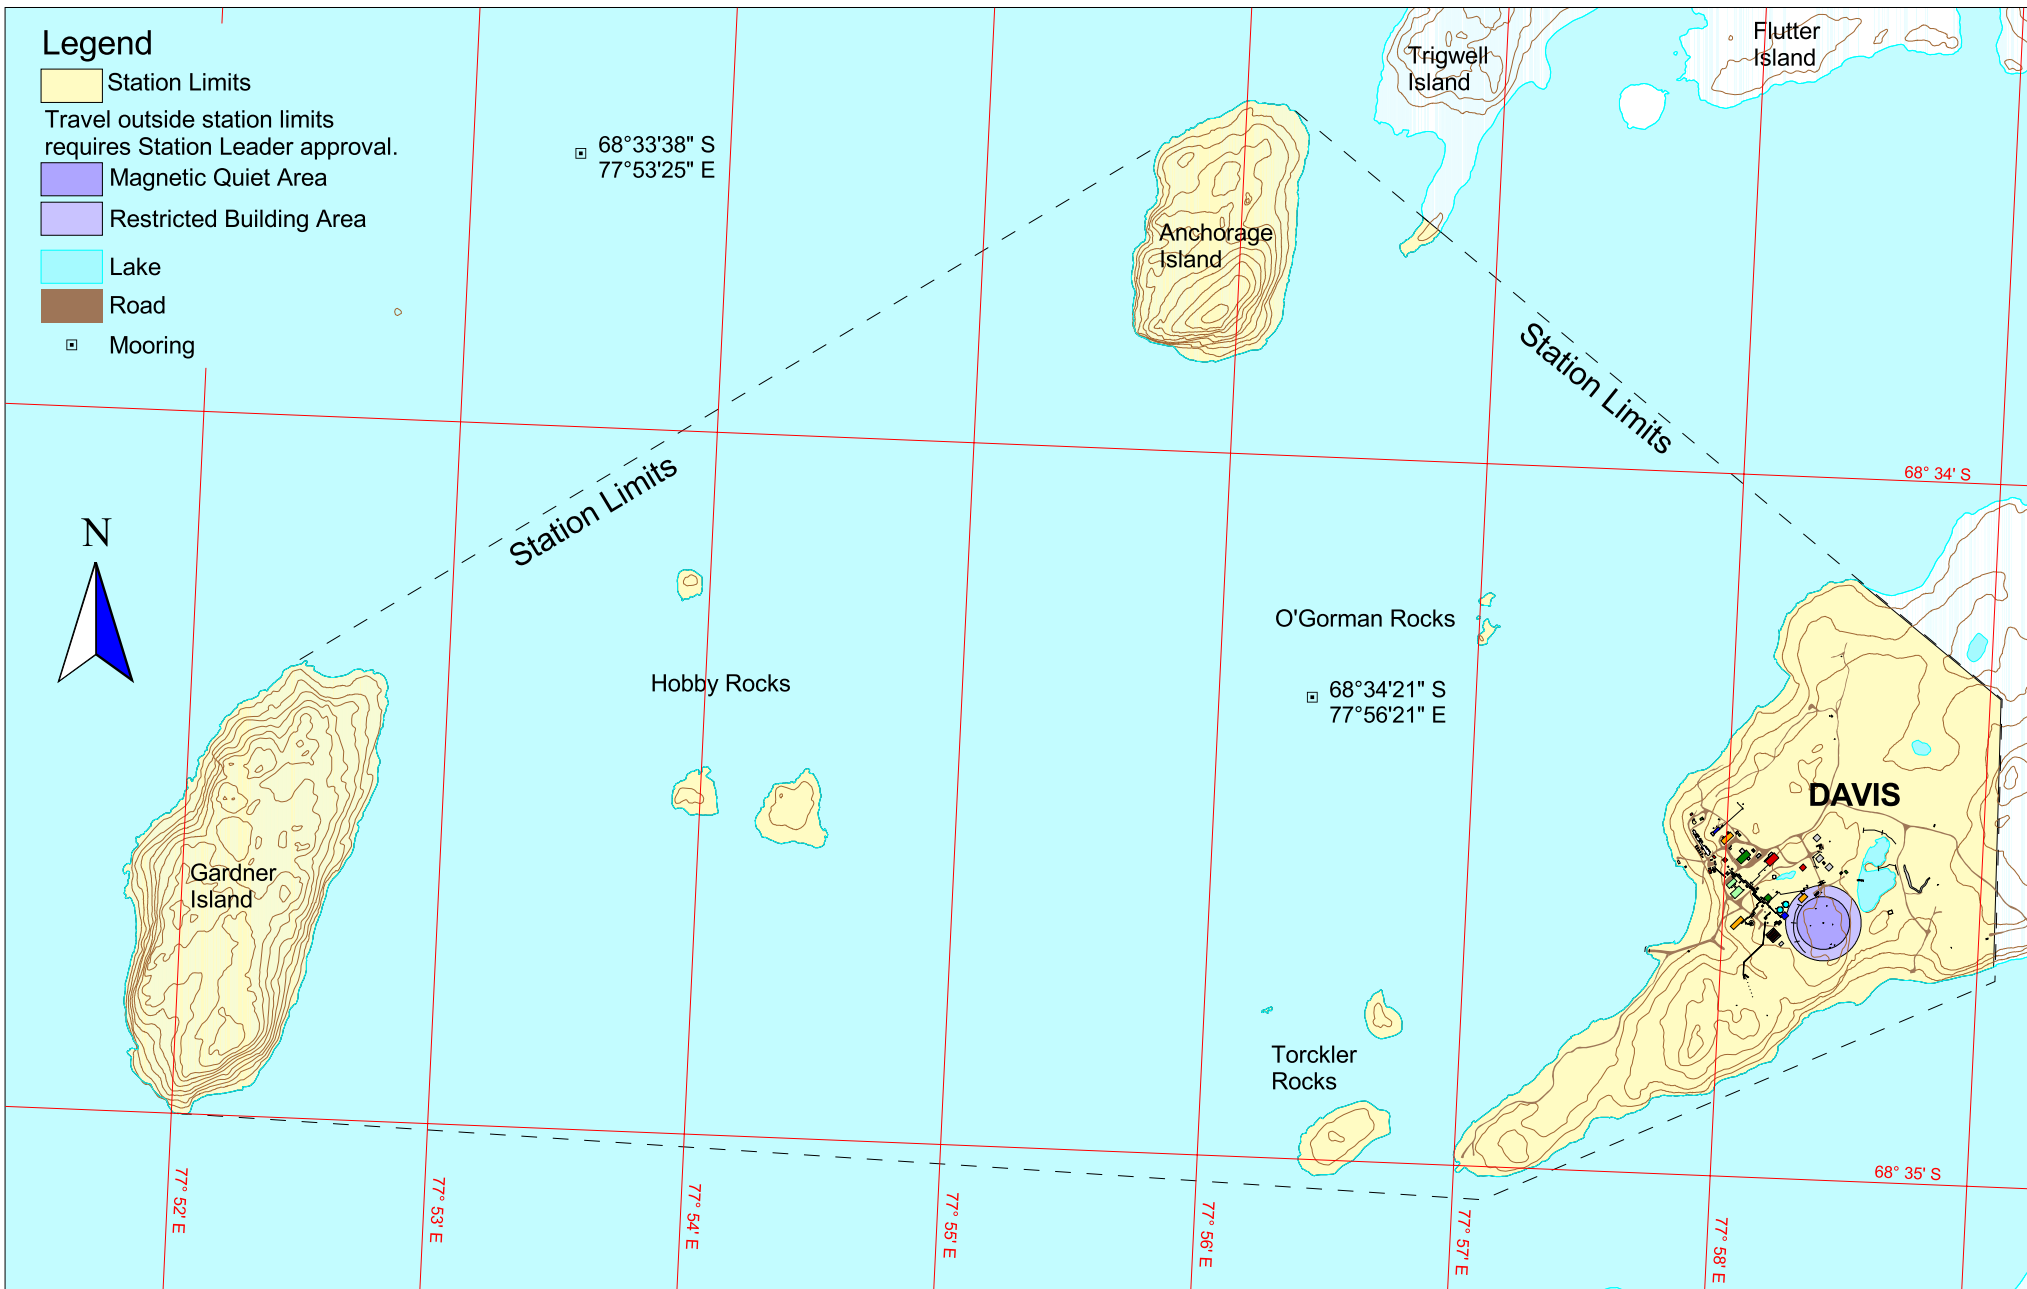 Legend
Station Limits
Travel outside station limits
requires Station Leader approval.
Magnetic Quiet Area
Restricted Building Area
Lake
Road
Mooring
68°33'38" S
77°53'25" E
Trigwell
Island
Flutter
Island
Anchorage
Island
Station Limits
Station Limits
68° 34' S
N
O'Gorman Rocks
Hobby Rocks
68°34'21" S
77°56'21" E
DAVIS
Gardner
Island
Torckler
Rocks
68° 35' S
77° 52' E
77° 53' E
77° 54' E
77° 55' E
77° 56' E
77° 57' E
77° 58' E